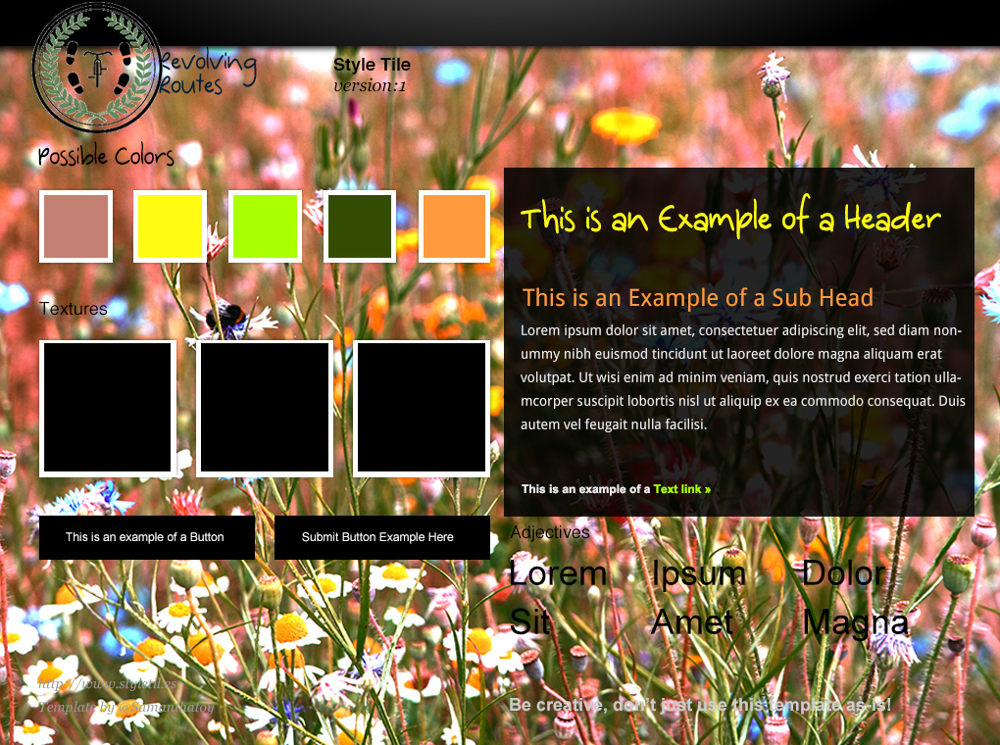 Revolving
Routes
Style Tile
version:1
Possible Colors
Textures
This is an example of a Button
Submit Button Example Here
http://www.styletil.es
Template by @Samanthatoy
This is an Example of a Header
This is an Example of a Sub Head
Lorem ipsum dolor sit amet, consectetuer adipiscing elit, sed diam non-
ummy nibh euismod tincidunt ut laoreet dolore magna aliquam erat
volutpat. Ut wisi enim ad minim veniam, quis nostrud exerci tation ulla-
mcorper suscipit lobortis nisl ut aliquip ex ea commodo consequat. Duis
autem vel feugait nulla facilisi.
This is an example of a Text link »
Adjectives
Lorem Ipsum Dolor
Sit Amet Magna
Be creative, don't just use this template as-is!